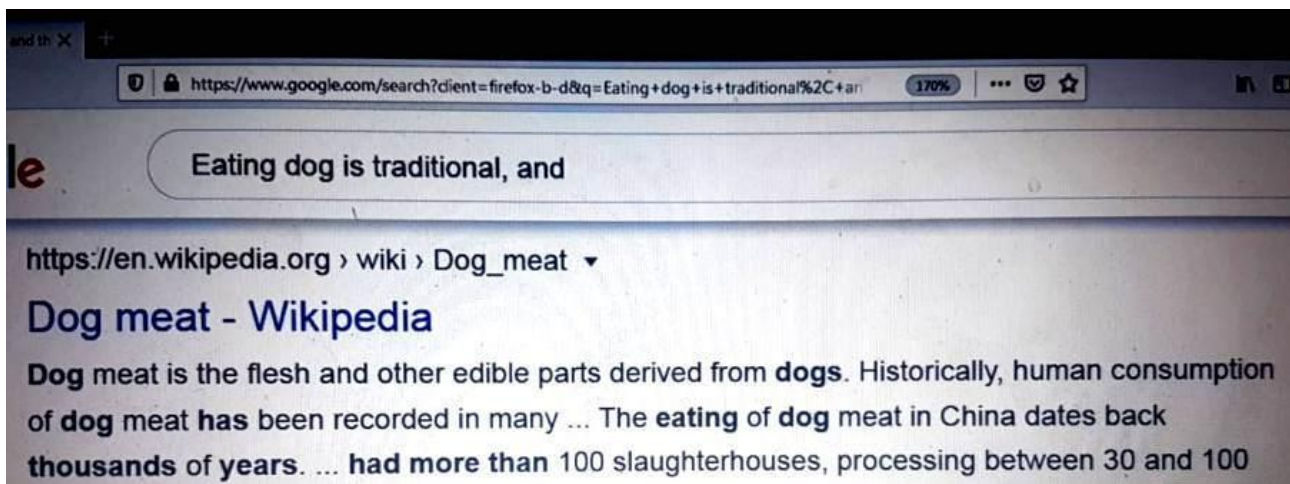 and th X +
https://www.google.com/search?client=firefox-b-d&q=Eating+dog+is+traditional%2C+an 170% ...
le Eating dog is traditional, and
https://en.wikipedia.org › wiki › Dog_meat
Dog meat - Wikipedia
Dog meat is the flesh and other edible parts derived from dogs. Historically, human consumption
of dog meat has been recorded in many ... The eating of dog meat in China dates back
thousands of years. ... had more than 100 slaughterhouses, processing between 30 and 100